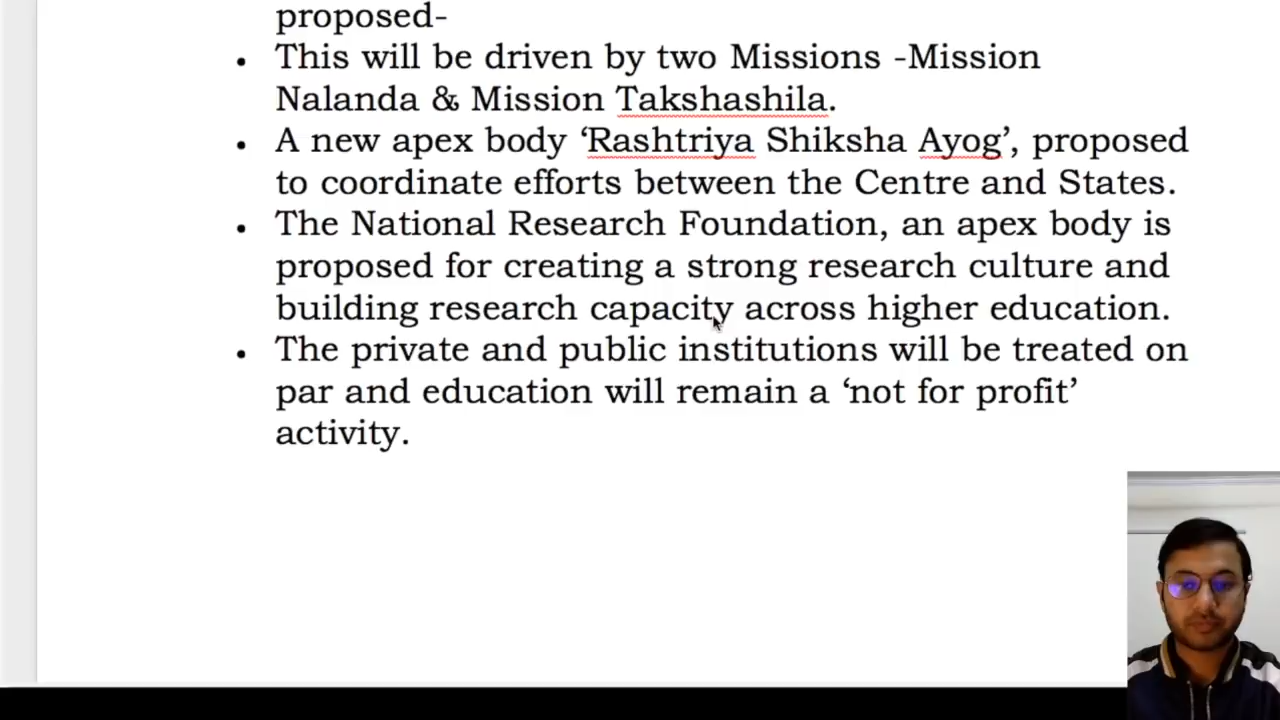 proposed-
• This will be driven by two Missions -Mission
Nalanda & Mission Takshashila.
• A new apex body ‘Rashtriya Shiksha Ayog’, proposed
to coordinate efforts between the Centre and States.
• The National Research Foundation, an apex body is
proposed for creating a strong research culture and
building research capacity across higher education.
• The private and public institutions will be treated on
par and education will remain a ‘not for profit’
activity.